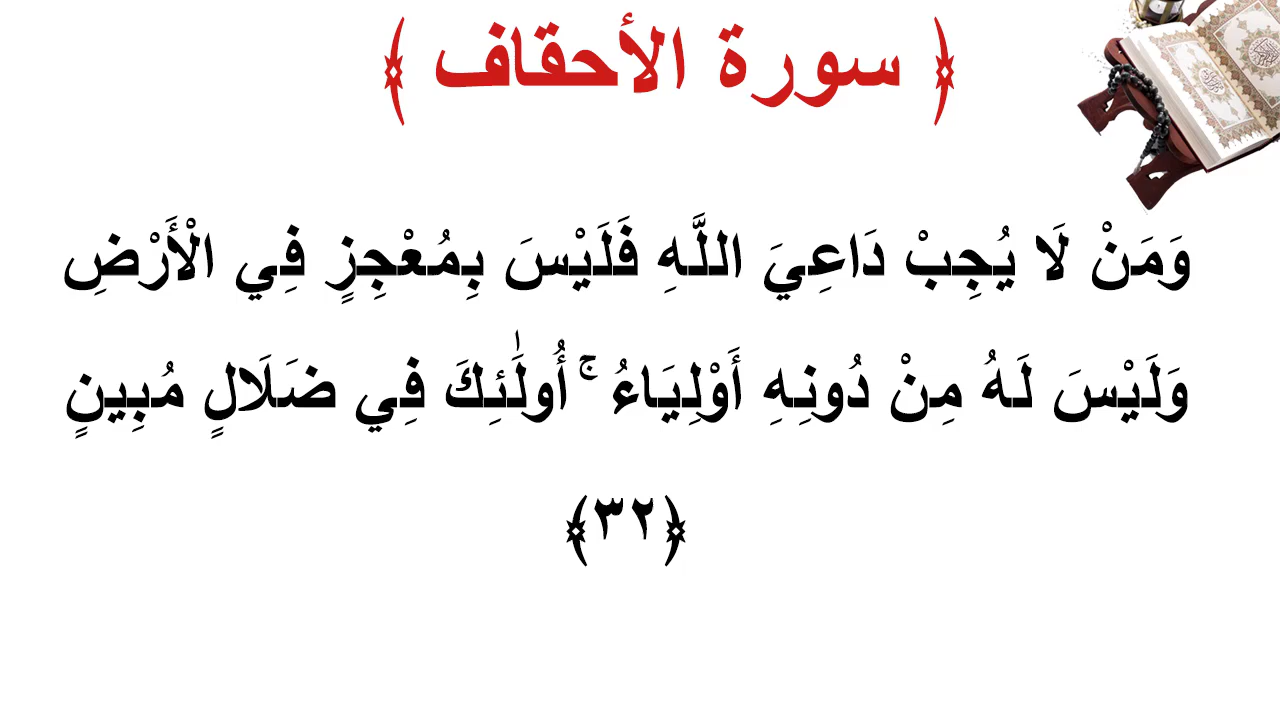 ﴿ سورة الأحقاف ﴾
وَمَنْ لَا يُجِبْ دَاعِيَ اللَّهِ فَلَيْسَ بِمُعْجِزٍ فِي الْأَرْضِ
وَلَيْسَ لَهُ مِنْ دُونِهِ أَوْلِيَاءُ ۚ أُولَٰئِكَ فِي ضَلَالٍ مُبِينٍ
﴿٣٢﴾